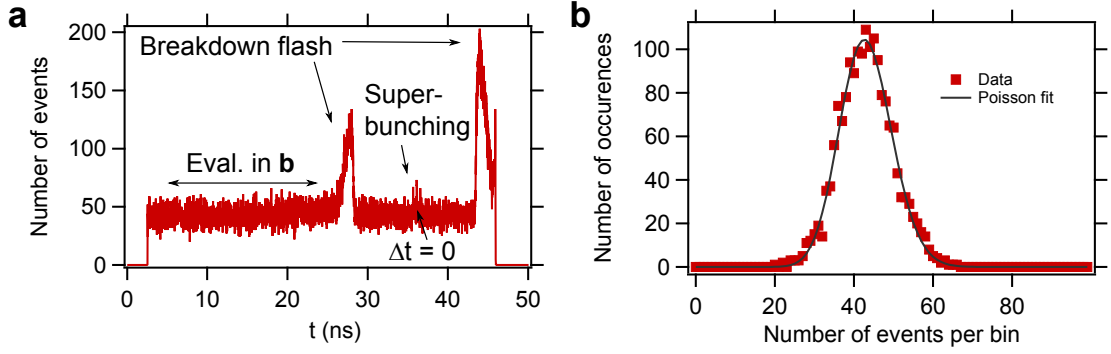 a
Number of events
200
150
100
50
0
Breakdown flash
Super-
bunching
Eval. in b
Δt = 0
0
10
20
30
40
50
t (ns)
b
Number of occurences
100
80
60
40
20
0
Data
Poisson fit
0
20
40
60
80
Number of events per bin